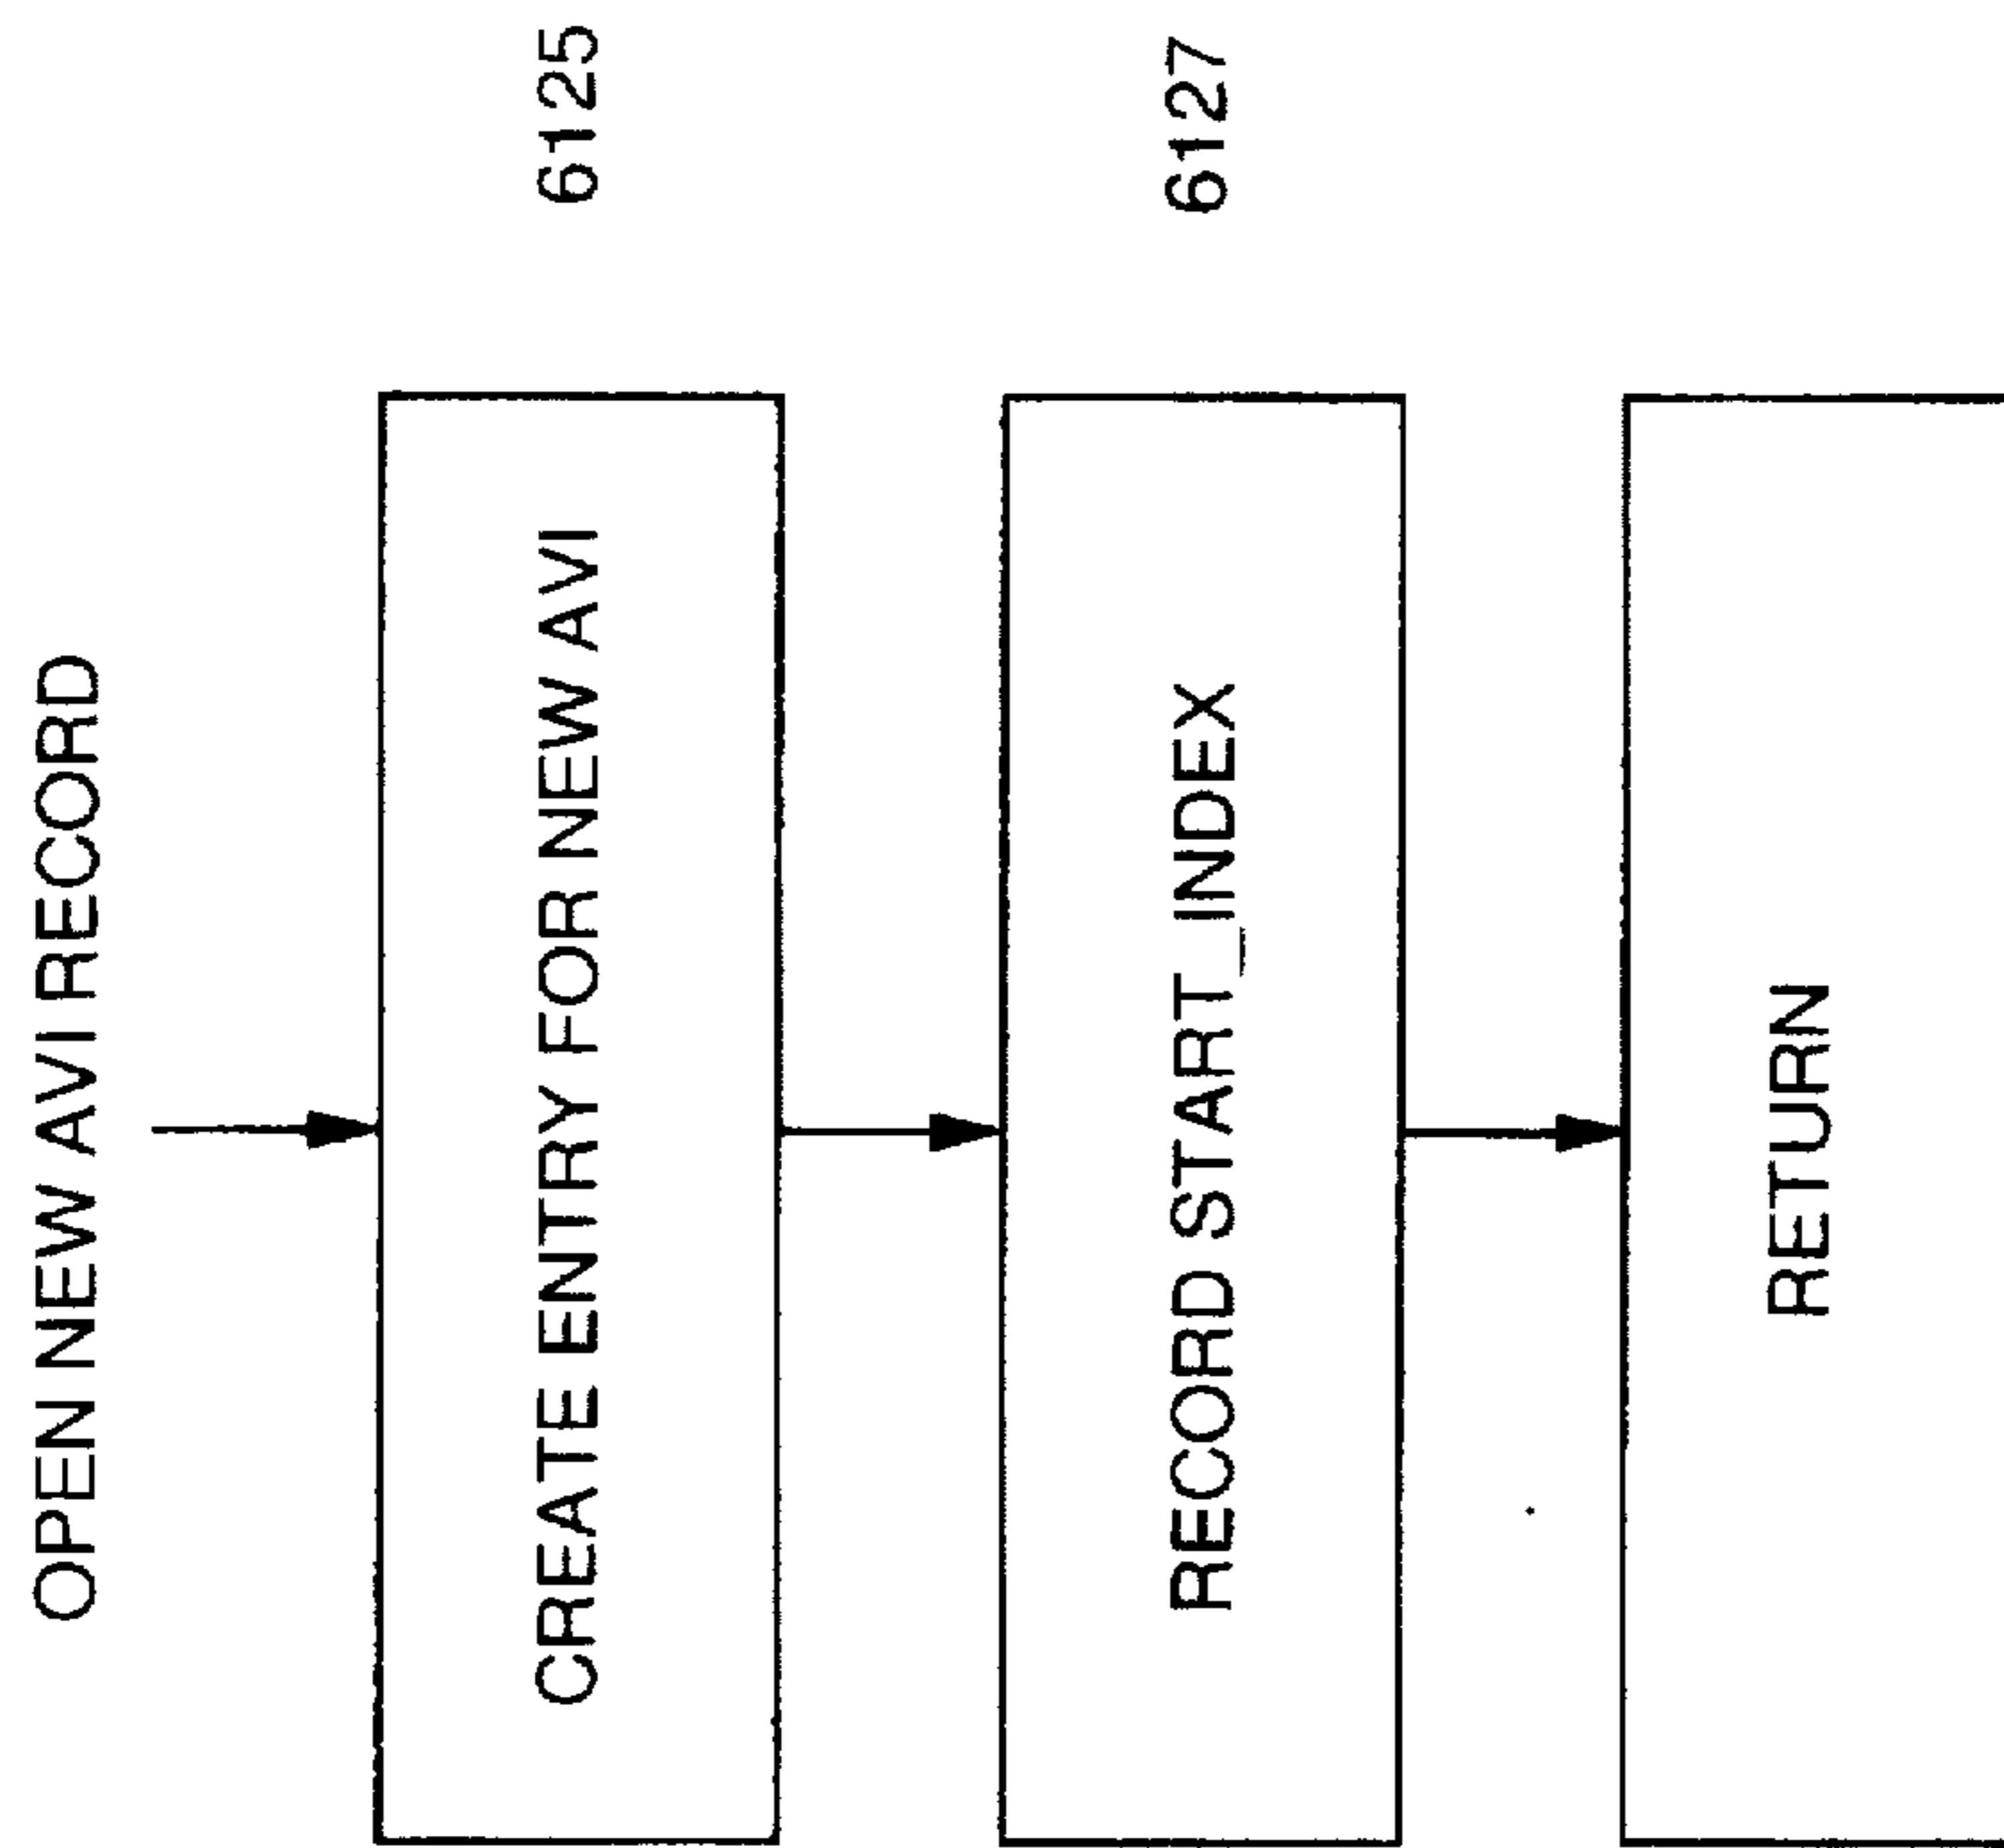 OPEN NEW AVI RECORD
CREATE ENTRY FOR NEW AVI
6125
RECORD START_INDEX
6127
RETURN